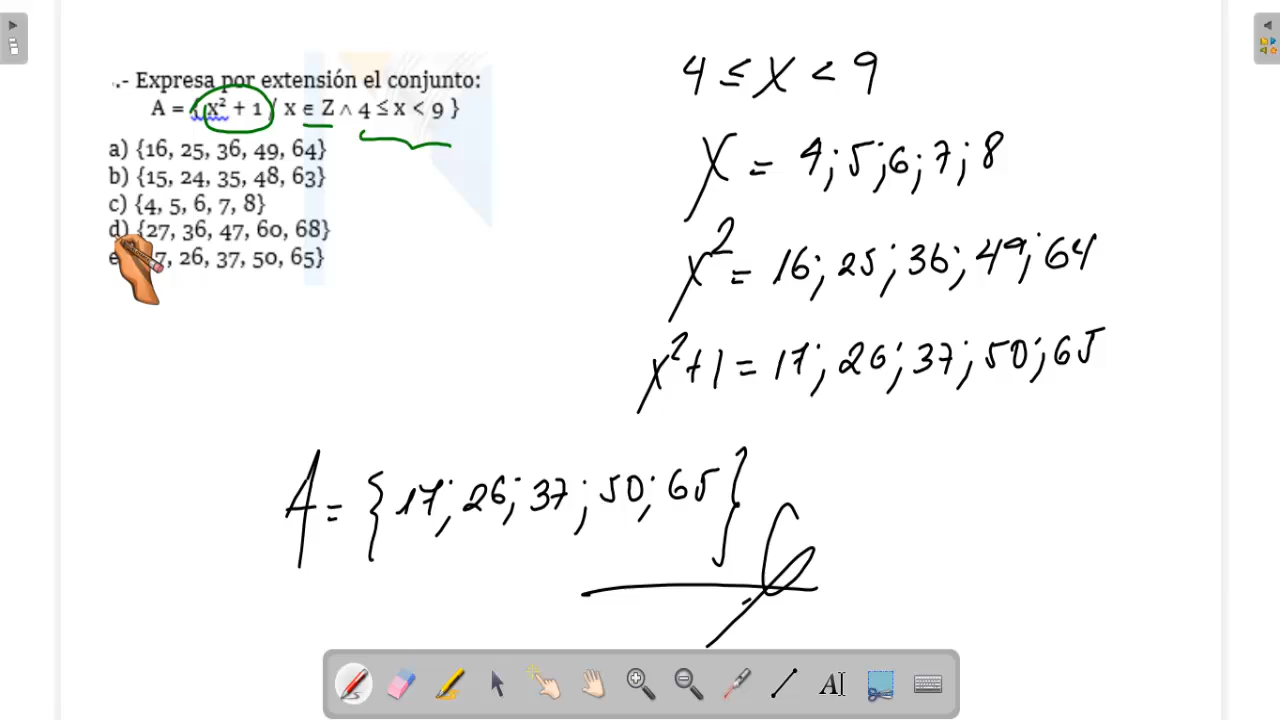 .- Expresa por extensión el conjunto:
A = { x² + 1 / x ∈ Z ∧ 4 ≤ x < 9 }
a) {16, 25, 36, 49, 64}
b) {15, 24, 35, 48, 63}
c) {4, 5, 6, 7, 8}
d) {27, 36, 47, 60, 68}
e 7, 26, 37, 50, 65}
4 ≤ x < 9
x = 4; 5; 6; 7; 8
x² = 16; 25; 36; 49; 64
x² + 1 = 17; 26; 37; 50; 65
A = {17; 26; 37; 50; 65}